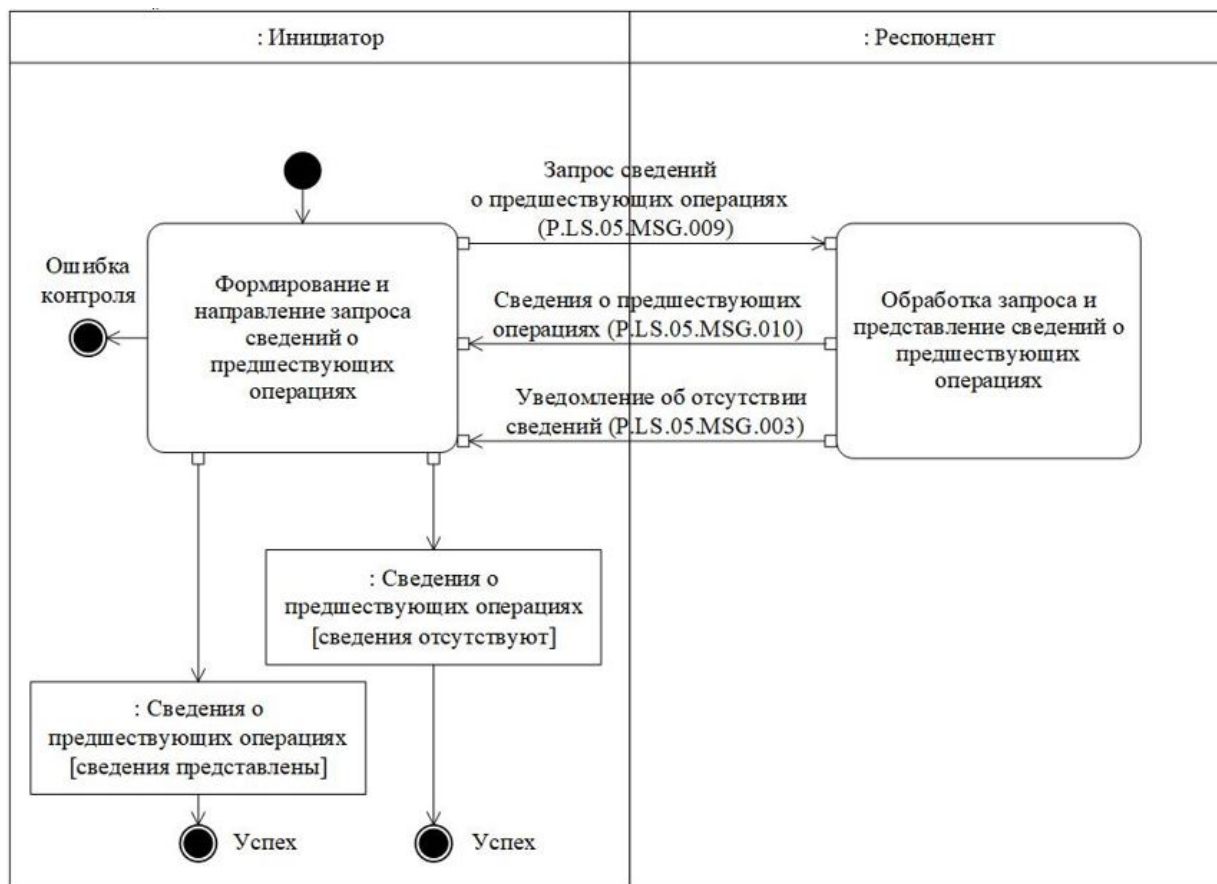 : Инициатор
: Респондент
Запрос сведений
о предшествующих операциях
(P.LS.05.MSG.009)
Ошибка
контроля
Формирование и
направление запроса
сведений о
предшествующих
операциях
Сведения о предшествующих
операциях (P.LS.05.MSG.010)
Обработка запроса и
представление сведений о
предшествующих
операциях
Уведомление об отсутствии
сведений (P.LS.05.MSG.003)
: Сведения о
предшествующих операциях
[сведения отсутствуют]
: Сведения о
предшествующих операциях
[сведения представлены]
Успех
Успех